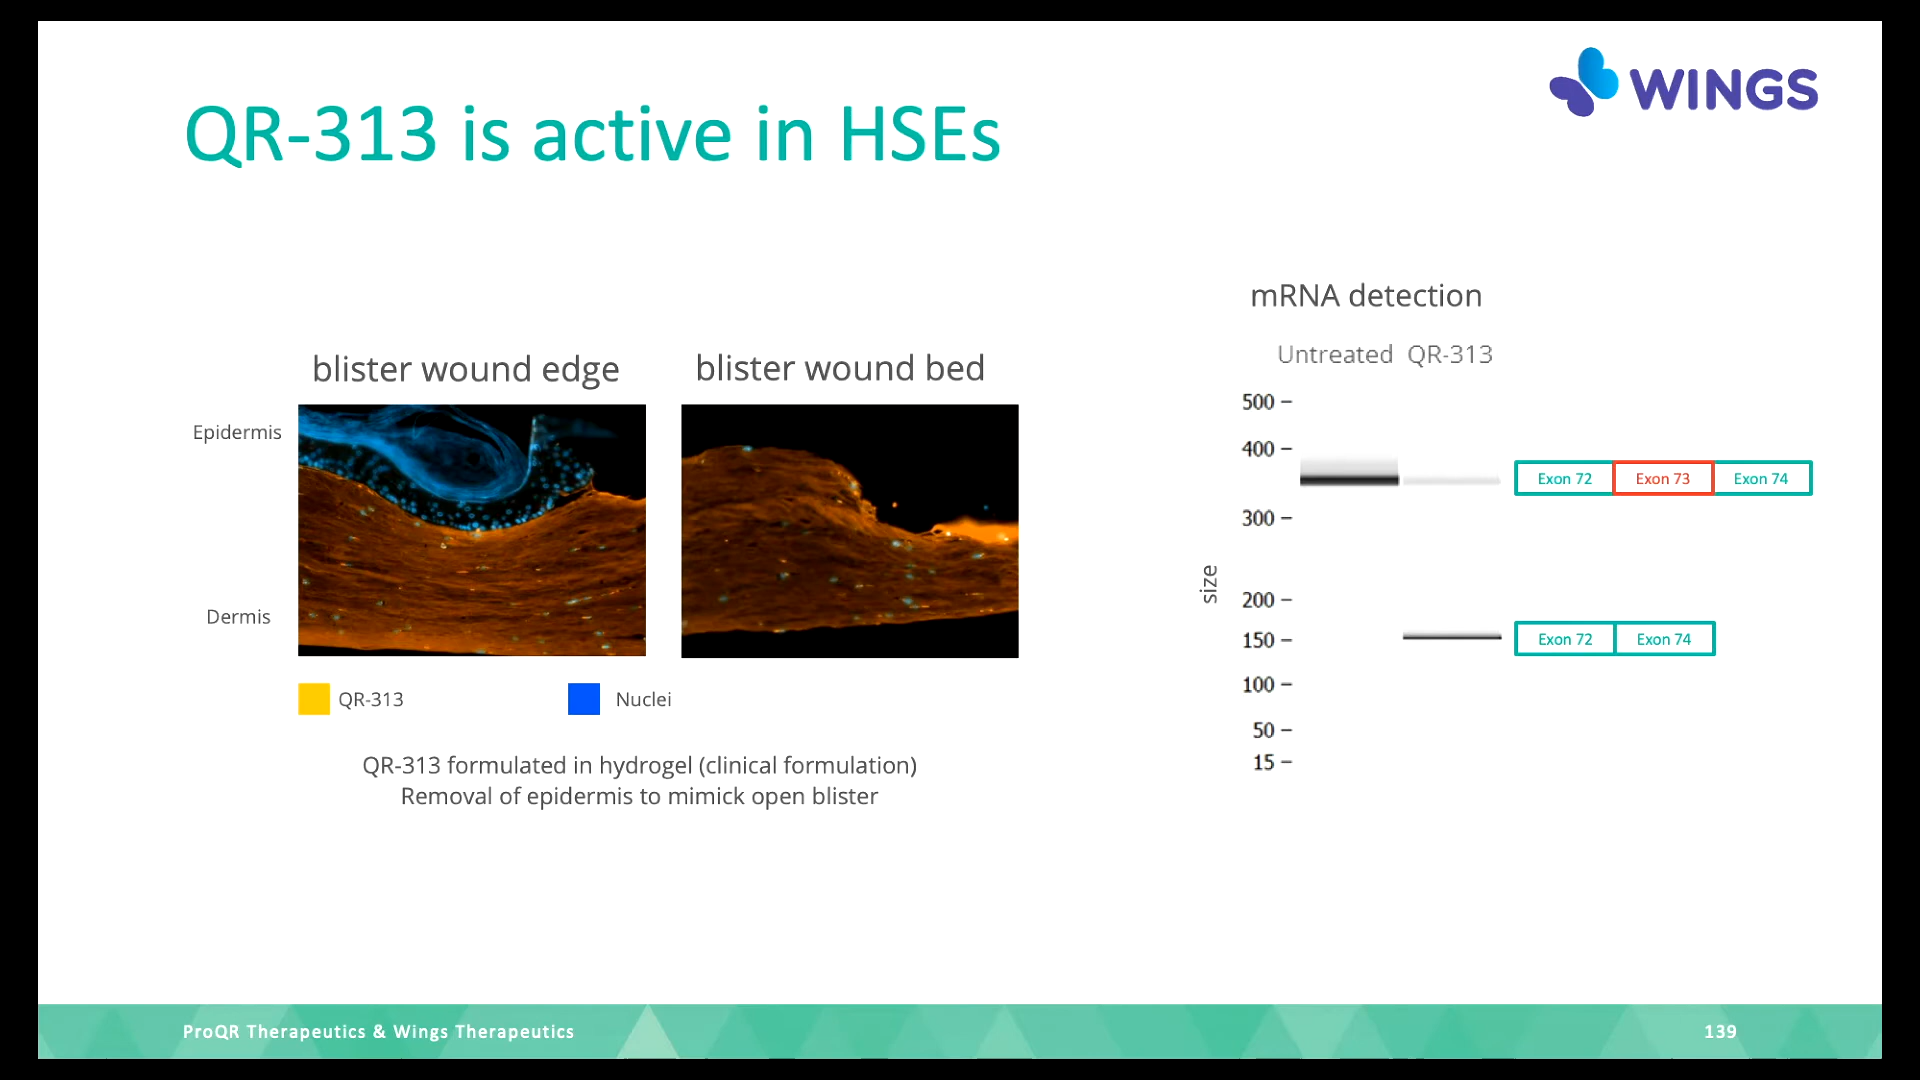 WINGS
QR-313 is active in HSEs
mRNA detection
Untreated QR-313
blister wound edge
blister wound bed
Epidermis
Dermis
QR-313
Nuclei
QR-313 formulated in hydrogel (clinical formulation)
Removal of epidermis to mimick open blister
size
500
400
300
200
150
100
50
15
Exon 72 Exon 73 Exon 74
Exon 72 Exon 74
ProQR Therapeutics & Wings Therapeutics
139